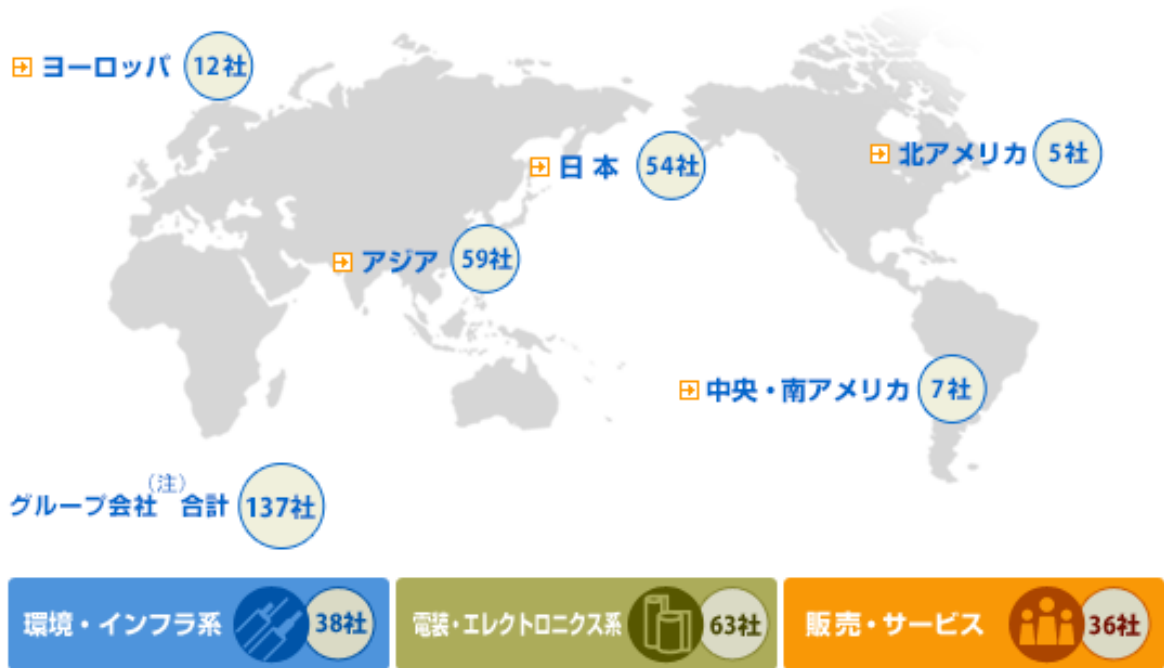 ヨーロッパ 12社
日本 54社
北アメリカ 5社
アジア 59社
中央・南アメリカ 7社
グループ会社(注)合計 137社
環境・インフラ系 38社
電装・エレクトロニクス系 63社
販売・サービス 36社